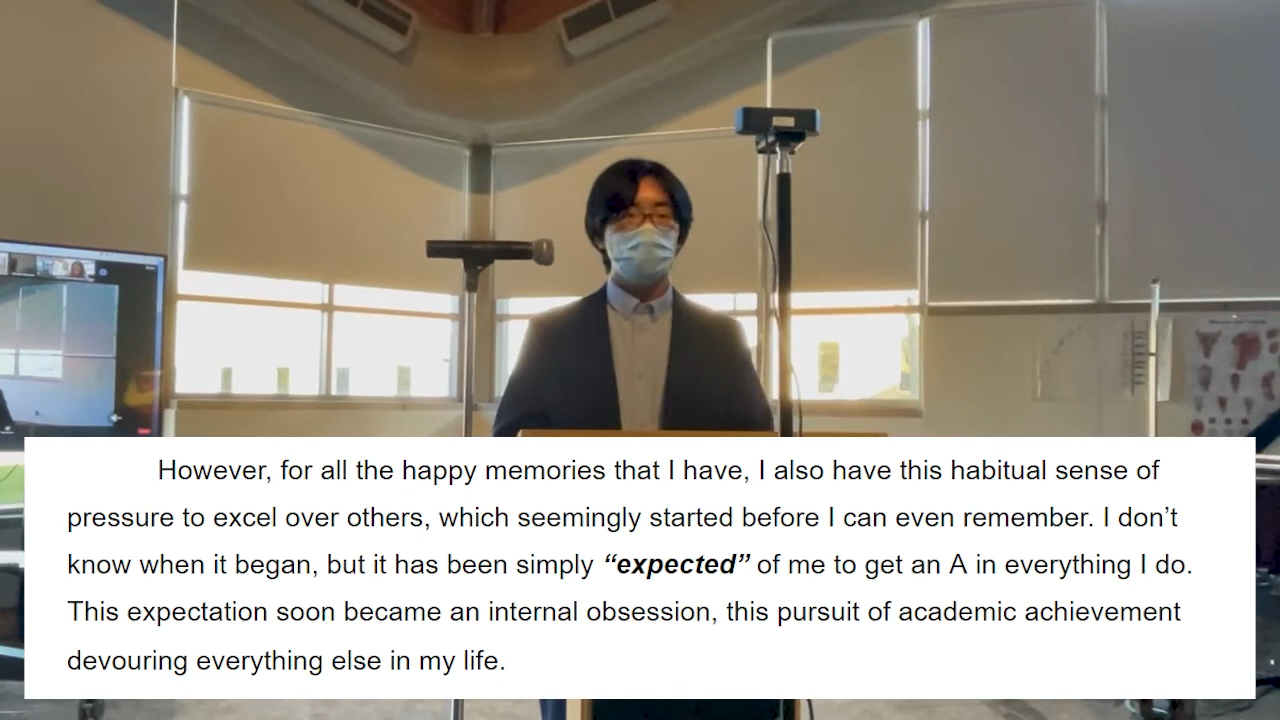 However, for all the happy memories that I have, I also have this habitual sense of
pressure to excel over others, which seemingly started before I can even remember. I don’t
know when it began, but it has been simply “expected” of me to get an A in everything I do.
This expectation soon became an internal obsession, this pursuit of academic achievement
devouring everything else in my life.